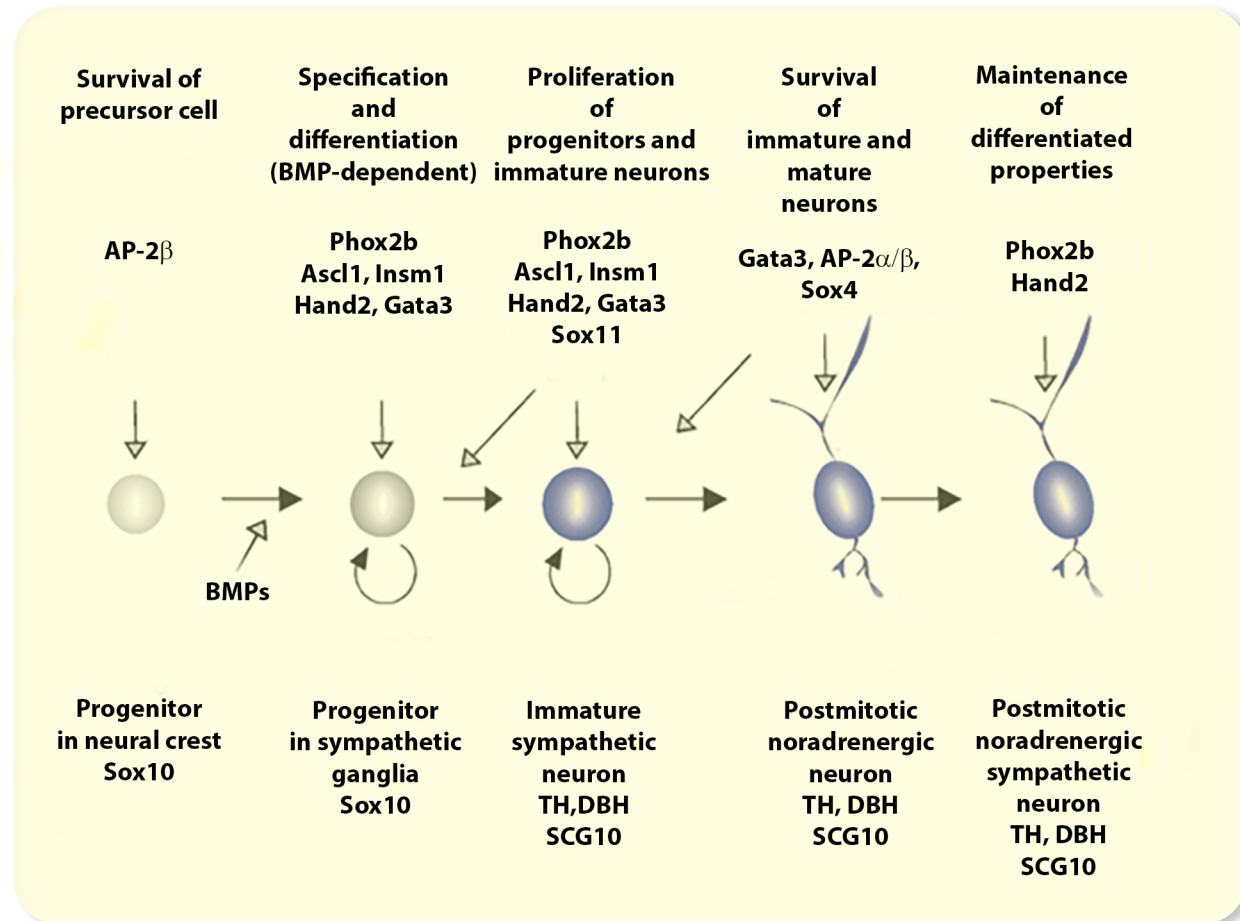 Survival of
precursor cell
Specification
and
differentiation
(BMP-dependent)
Proliferation
of
progenitors and
immature neurons
Survival
of
immature and
mature
neurons
Maintenance
of
differentiated
properties
AP-2β
Phox2b
Ascl1, Insm1
Hand2, Gata3
Phox2b
Ascl1, Insm1
Hand2, Gata3
Sox11
Gata3, AP-2α/β,
Sox4
Phox2b
Hand2
BMPs
Progenitor
in neural crest
Sox10
Progenitor
in sympathetic
ganglia
Sox10
Immature
sympathetic
neuron
TH,DBH
SCG10
Postmitotic
noradrenergic
neuron
TH, DBH
SCG10
Postmitotic
noradrenergic
sympathetic
neuron
TH, DBH
SCG10